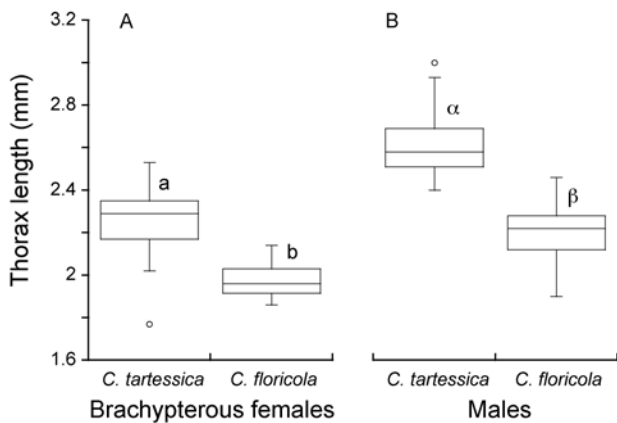 A
B
3.2
2.8
2.4
2
1.6
Thorax length (mm)
a
b
α
β
C. tartessica C. floricola C. tartessica C. floricola
Brachypterous females Males